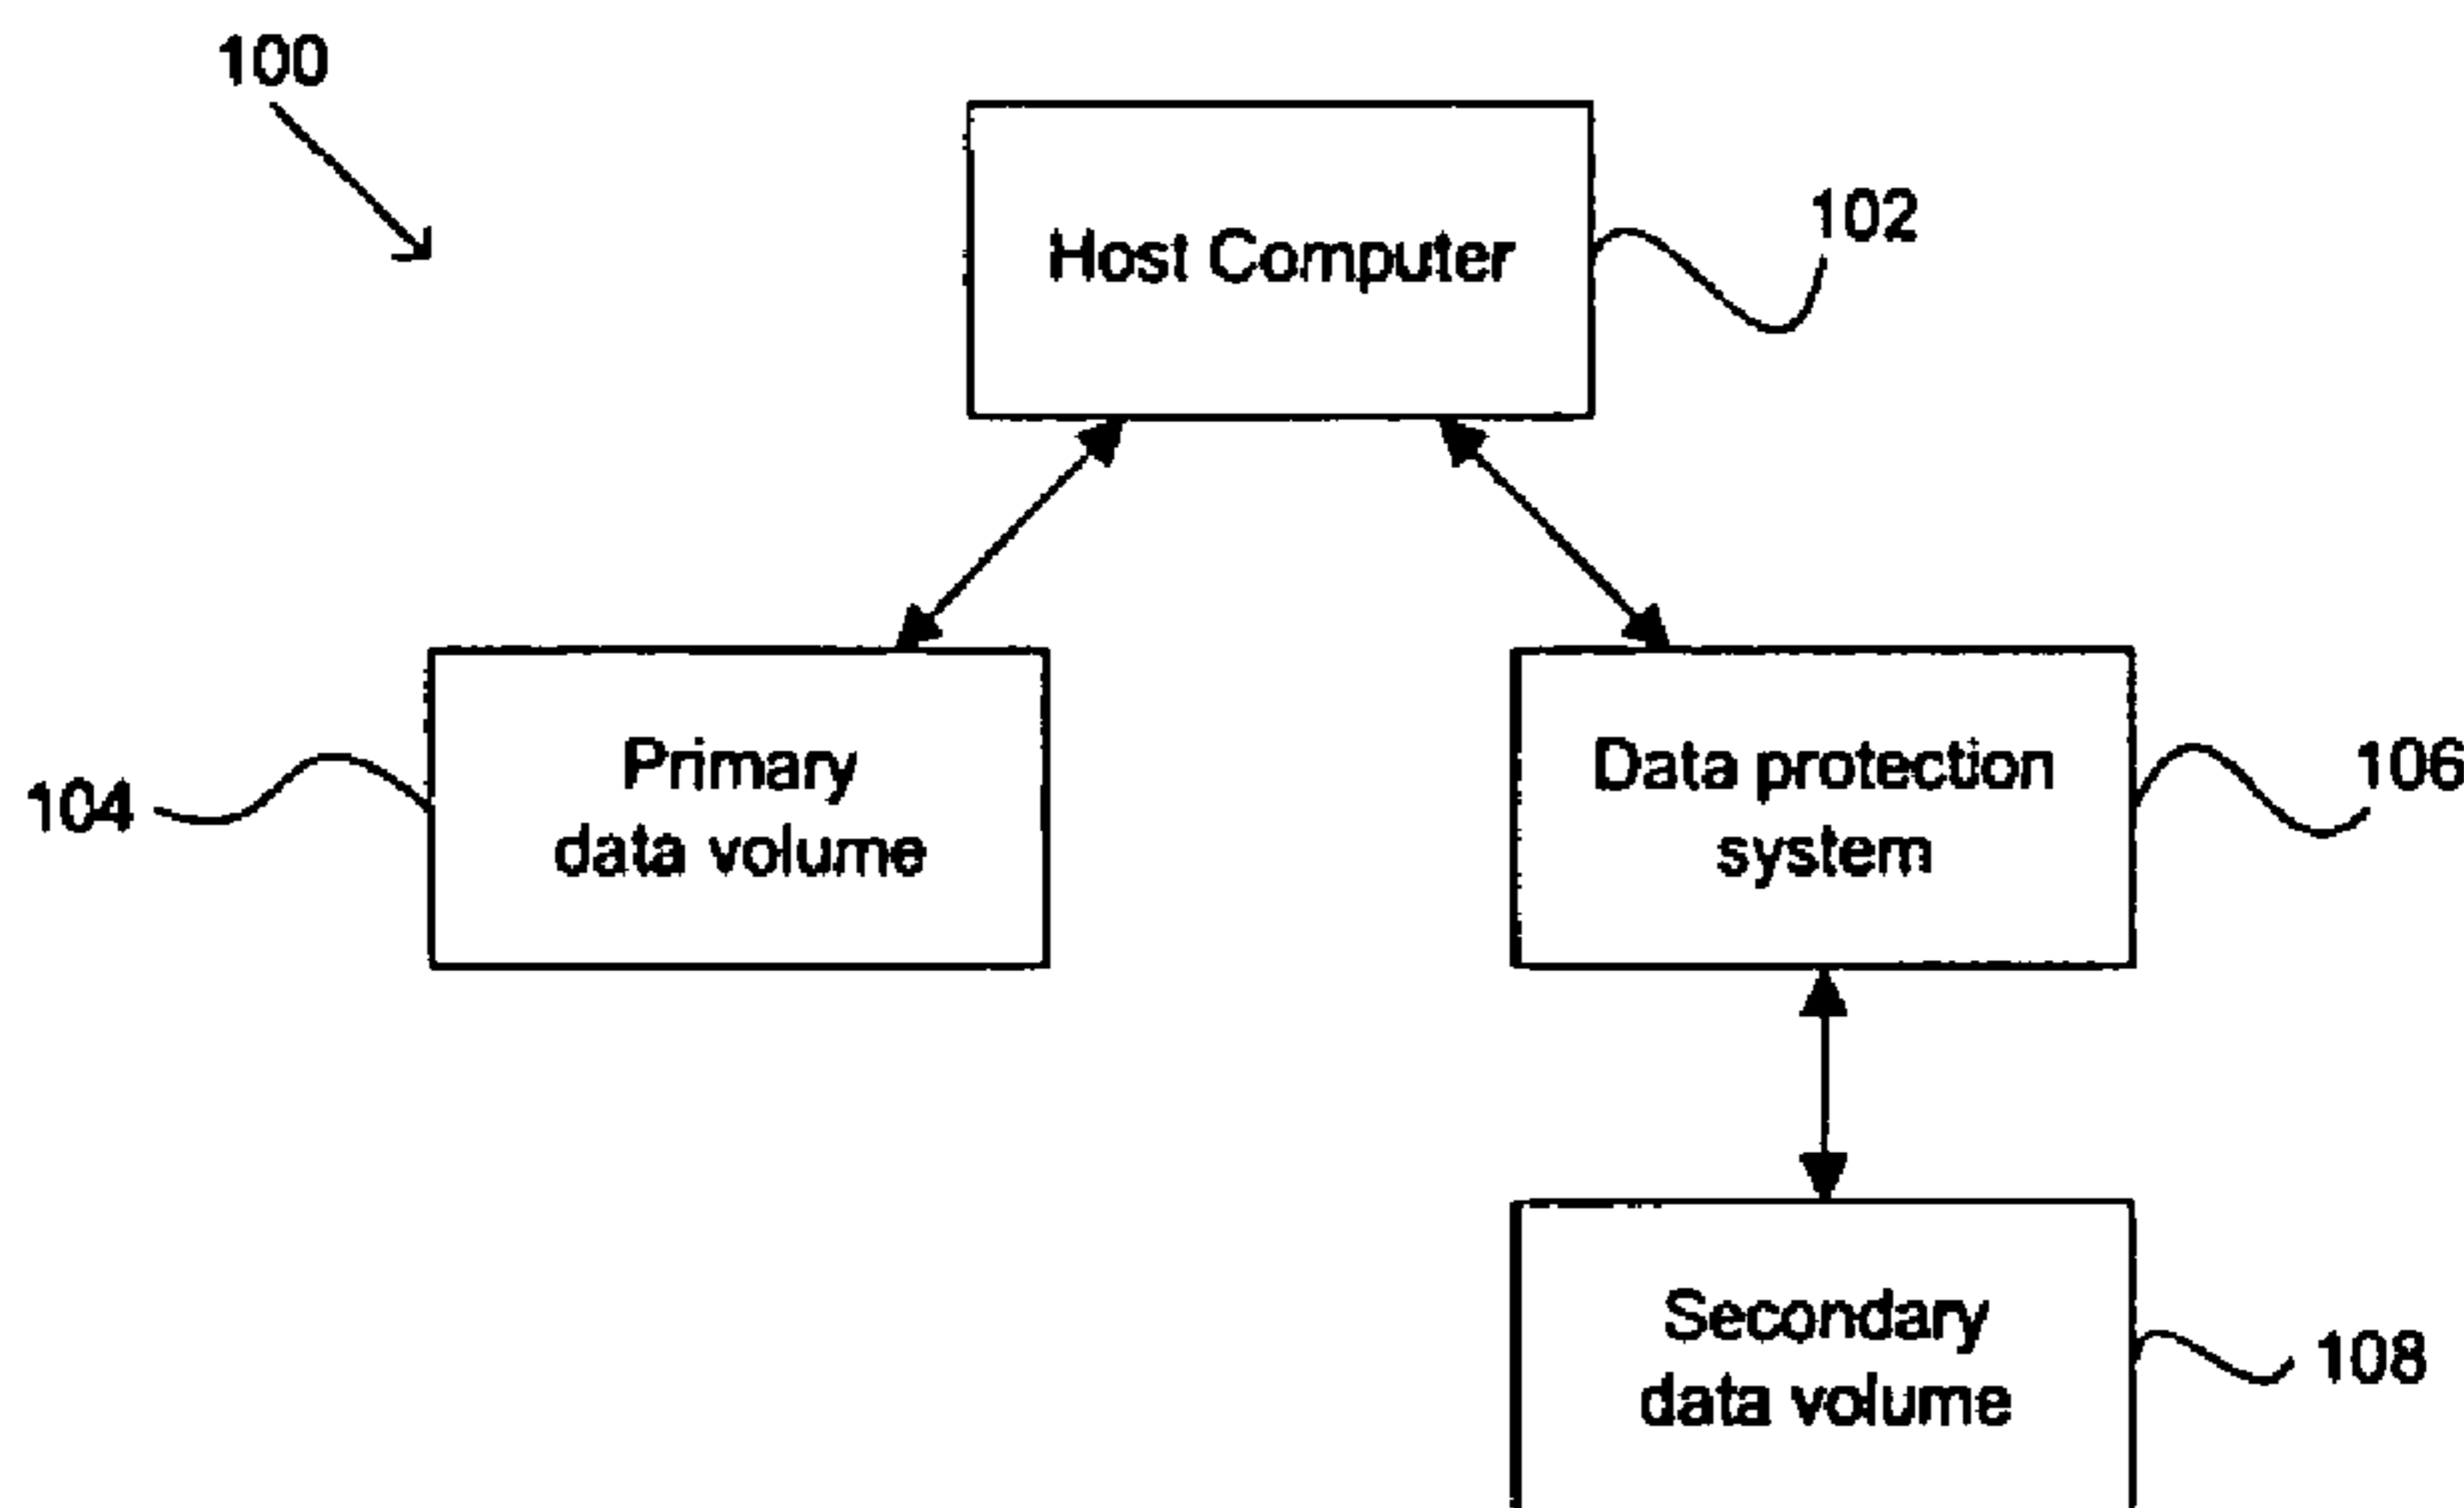 100
Host Computer
102
Primary
data volume
104
Data protection
system
106
Secondary
data volume
108